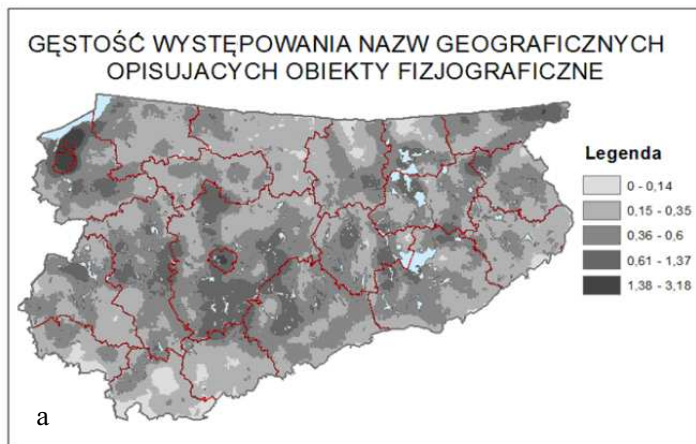 GĘSTOŚĆ WYSTĘPOWANIA NAZW GEOGRAFICZNYCH
OPISUJACYCH OBIEKTY FIZJOGRAFICZNE
Legenda
0 - 0,14
0,15 - 0,35
0,36 - 0,6
0,61 - 1,37
1,38 - 3,18
a